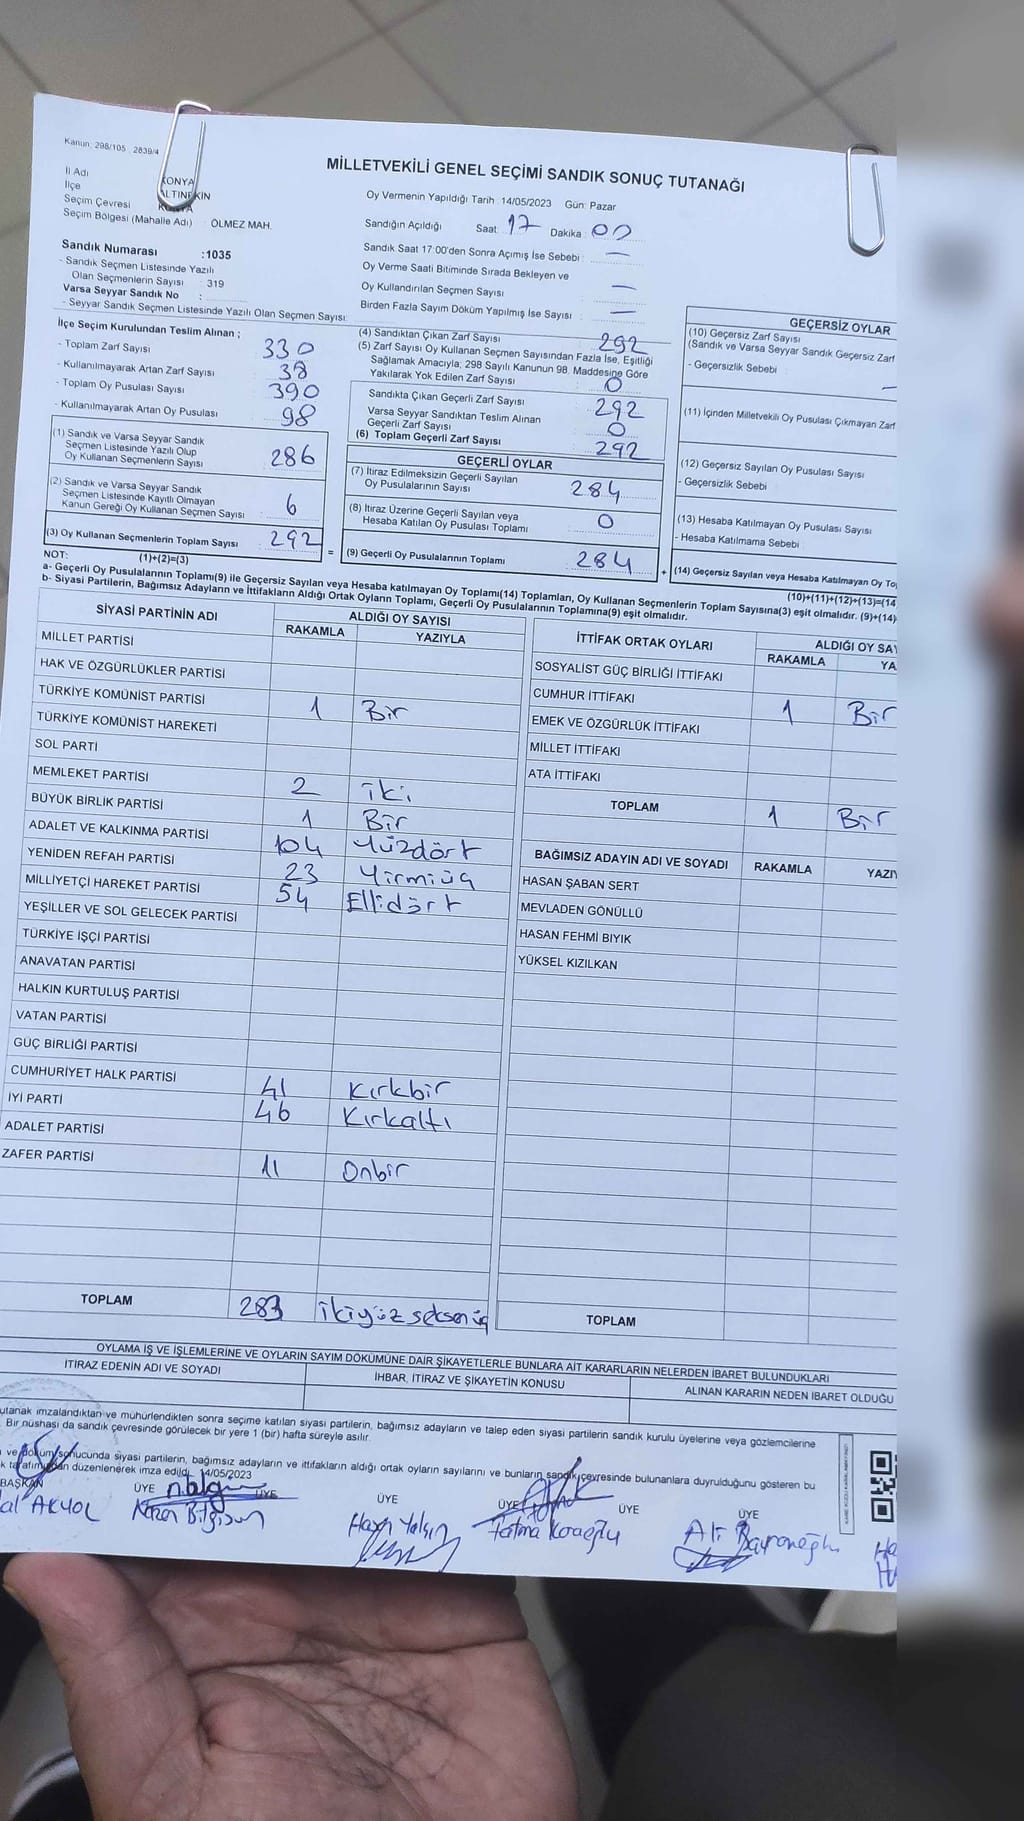 Kanun: 298/105 2839/4
MİLLETVEKİLİ GENEL SEÇİMİ SANDIK SONUÇ TUTANAĞI
İl Adı KONYA
İlçe ALTINEKİN
Seçim Çevresi KONYA
Seçim Bölgesi (Mahalle Adı) : ÖLMEZ MAH.
Oy Vermenin Yapıldığı Tarih : 14/05/2023 Gün: Pazar
Sandığın Açıldığı Saat 17 Dakika : 00
Sandık Saat 17:00'den Sonra Açımış İse Sebebi : —
Oy Verme Saati Bitiminde Sırada Bekleyen ve
Oy Kullandırılan Seçmen Sayısı —
Birden Fazla Sayım Döküm Yapılmış İse Sayısı : —
Sandık Numarası :1035
- Sandık Seçmen Listesinde Yazılı
Olan Seçmenlerin Sayısı : 319
Varsa Seyyar Sandık No :
- Seyyar Sandık Seçmen Listesinde Yazılı Olan Seçmen Sayısı:
İlçe Seçim Kurulundan Teslim Alınan ;
- Toplam Zarf Sayısı 330
- Kullanılmayarak Artan Zarf Sayısı 38
- Toplam Oy Pusulası Sayısı 390
- Kullanılmayarak Artan Oy Pusulası 98
(1) Sandık ve Varsa Seyyar Sandık
Seçmen Listesinde Yazılı Olup
Oy Kullanan Seçmenlerin Sayısı 286
(2) Sandık ve Varsa Seyyar Sandık
Seçmen Listesinde Kayıtlı Olmayan
Kanun Gereği Oy Kullanan Seçmen Sayısı 6
(3) Oy Kullanan Seçmenlerin Toplam Sayısı 292 =
(4) Sandıktan Çıkan Zarf Sayısı 292
(5) Zarf Sayısı Oy Kullanan Seçmen Sayısından Fazla İse, Eşitliği
Sağlamak Amacıyla, 298 Sayılı Kanunun 98. Maddesine Göre
Yakılarak Yok Edilen Zarf Sayısı 0
Sandıkta Çıkan Geçerli Zarf Sayısı 292
Varsa Seyyar Sandıktan Teslim Alınan
Geçerli Zarf Sayısı 0
(6) Toplam Geçerli Zarf Sayısı 292
GEÇERLİ OYLAR
(7) İtiraz Edilmeksizin Geçerli Sayılan
Oy Pusulalarının Sayısı 284
(8) İtiraz Üzerine Geçerli Sayılan veya
Hesaba Katılan Oy Pusulası Toplamı 0
(9) Geçerli Oy Pusulalarının Toplamı 284 +
GEÇERSİZ OYLAR
(10) Geçersiz Zarf Sayısı
(Sandık ve Varsa Seyyar Sandık Geçersiz Zarf
- Geçersizlik Sebebi : —
(11) İçinden Milletvekili Oy Pusulası Çıkmayan Zarf
(12) Geçersiz Sayılan Oy Pusulası Sayısı
- Geçersizlik Sebebi
(13) Hesaba Katılmayan Oy Pusulası Sayısı
- Hesaba Katılmama Sebebi
(14) Geçersiz Sayılan veya Hesaba Katılmayan Oy To
(10)+(11)+(12)+(13)=(14
NOT: (1)+(2)=(3)
a- Geçerli Oy Pusulalarının Toplamı(9) ile Geçersiz Sayılan veya Hesaba katılmayan Oy Toplamı(14) Toplamları, Oy Kullanan Seçmenlerin Toplam Sayısına(3) eşit olmalıdır. (9)+(14)
b- Siyasi Partilerin, Bağımsız Adayların ve İttifakların Aldığı Ortak Oyların Toplamı, Geçerli Oy Pusulalarının Toplamına(9) eşit olmalıdır.
SİYASİ PARTİNİN ADI ALDIĞI OY SAYISI
RAKAMLA YAZIYLA
MİLLET PARTİSİ
HAK VE ÖZGÜRLÜKLER PARTİSİ
TÜRKİYE KOMÜNİST PARTİSİ 1 Bir
TÜRKİYE KOMÜNİST HAREKETİ
SOL PARTİ
MEMLEKET PARTİSİ 2 iki
BÜYÜK BİRLİK PARTİSİ 1 Bir
ADALET VE KALKINMA PARTİSİ 104 Yüzdört
YENİDEN REFAH PARTİSİ 23 Yirmiüç
MİLLİYETÇİ HAREKET PARTİSİ 54 Ellidört
YEŞİLLER VE SOL GELECEK PARTİSİ
TÜRKİYE İŞÇİ PARTİSİ
ANAVATAN PARTİSİ
HALKIN KURTULUŞ PARTİSİ
VATAN PARTİSİ
GÜÇ BİRLİĞİ PARTİSİ
CUMHURİYET HALK PARTİSİ 41 Kırkbir
İYİ PARTİ 46 Kırkaltı
ADALET PARTİSİ
ZAFER PARTİSİ 11 Onbir
TOPLAM 283 ikiyüz seksenüç
İTTİFAK ORTAK OYLARI ALDIĞI OY SAY
RAKAMLA YA
SOSYALİST GÜÇ BİRLİĞİ İTTİFAKI
CUMHUR İTTİFAKI 1 Bir
EMEK VE ÖZGÜRLÜK İTTİFAKI
MİLLET İTTİFAKI
ATA İTTİFAKI
TOPLAM 1 Bir
BAĞIMSIZ ADAYIN ADI VE SOYADI RAKAMLA YAZIY
HASAN ŞABAN SERT
MEVLADEN GÖNÜLLÜ
HASAN FEHMİ BIYIK
YÜKSEL KIZILKAN
TOPLAM
OYLAMA İŞ VE İŞLEMLERİNE VE OYLARIN SAYIM DÖKÜMÜNE DAİR ŞİKAYETLERLE BUNLARA AİT KARARLARIN NELERDEN İBARET BULUNDUKLARI
İTİRAZ EDENİN ADI VE SOYADI İHBAR, İTİRAZ VE ŞİKAYETİN KONUSU ALINAN KARARIN NEDEN İBARET OLDUĞU
utanak imzalandıktan ve mühürlendikten sonra seçime katılan siyasi partilerin, bağımsız adayların ve talep eden siyasi partilerin sandık kurulu üyelerine veya gözlemcilerine
Bir nüshası da sandık çevresinde görülecek bir yere 1 (bir) hafta süreyle asılır.
ve döküm sonucunda siyasi partilerin, bağımsız adayların ve ittifakların aldığı ortak oyların sayılarını ve bunların sandık çevresinde bulunanlara duyrulduğunu gösteren bu
düzenlenerek imza edildi. 14/05/2023
BAŞKAN ÜYE ÜYE ÜYE ÜYE ÜYE ÜYE
AKYOL Bilgisun Yalçın Fatma Karaoğlu Ali Bayramoğlu